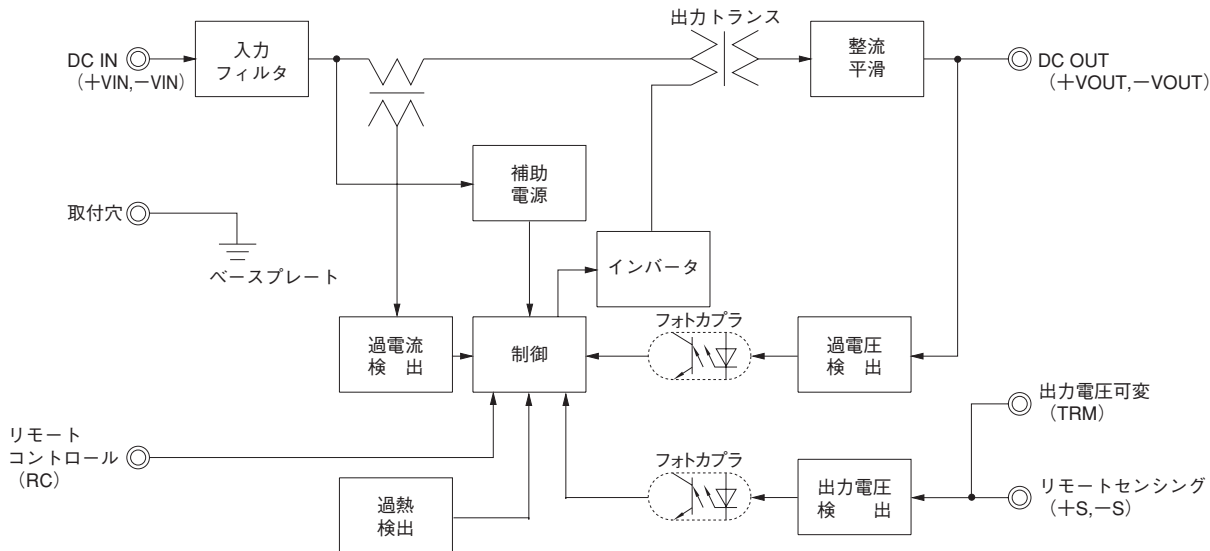 出力トランス
DC IN
（＋VIN,－VIN）
入力
フィルタ
整流
平滑
DC OUT
（＋VOUT,－VOUT）
補助
電源
取付穴
ベースプレート
インバータ
過電流
検　出
制御
フォトカプラ
過電圧
検　出
出力電圧可変
（TRM）
リモート
コントロール
（RC）
過熱
検出
フォトカプラ
出力電圧
検　　出
リモートセンシング
（＋S,－S）